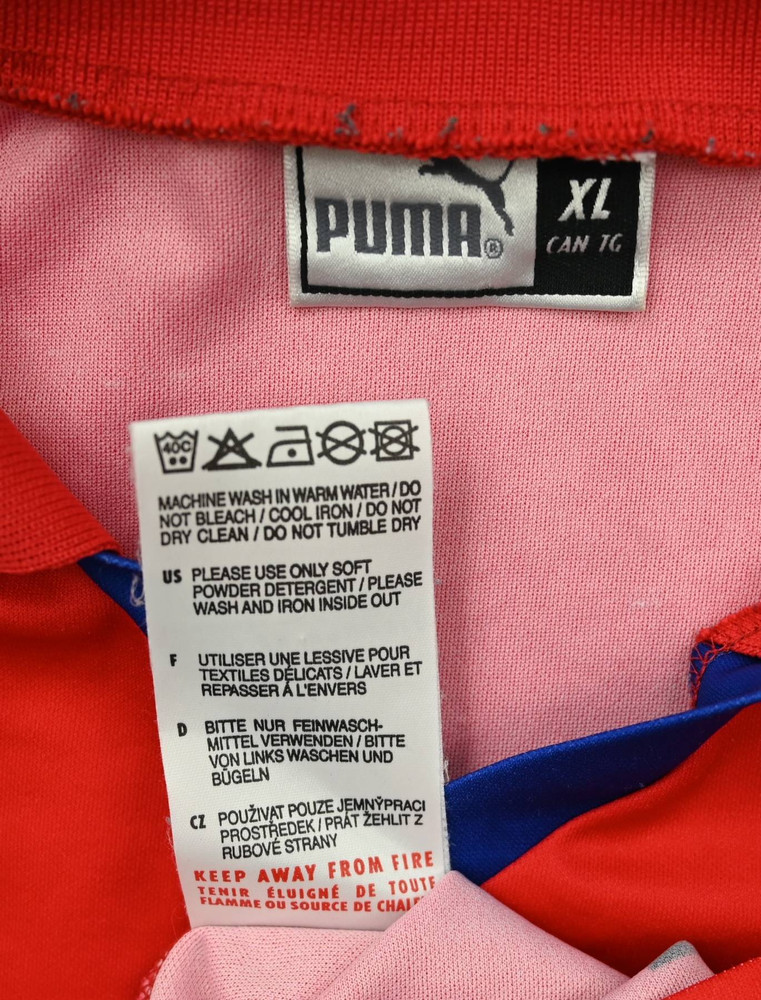 PUMA®
XL
CAN TG
40C
MACHINE WASH IN WARM WATER / DO
NOT BLEACH / COOL IRON / DO NOT
DRY CLEAN / DO NOT TUMBLE DRY
US PLEASE USE ONLY SOFT
POWDER DETERGENT / PLEASE
WASH AND IRON INSIDE OUT
F UTILISER UNE LESSIVE POUR
TEXTILES DÉLICATS / LAVER ET
REPASSER Á L'ENVERS
D BITTE NUR FEINWASCH-
MITTEL VERWENDEN / BITTE
VON LINKS WASCHEN UND
BÜGELN
CZ POUŽIVAT POUZE JEMNÝPRACI
PROSTŘEDEK / PRÁT ŽEHLIT Z
RUBOVÉ STRANY
KEEP AWAY FROM FIRE
TENIR ÉLUIGNÉ DE TOUTE
FLAMME OU SOURCE DE